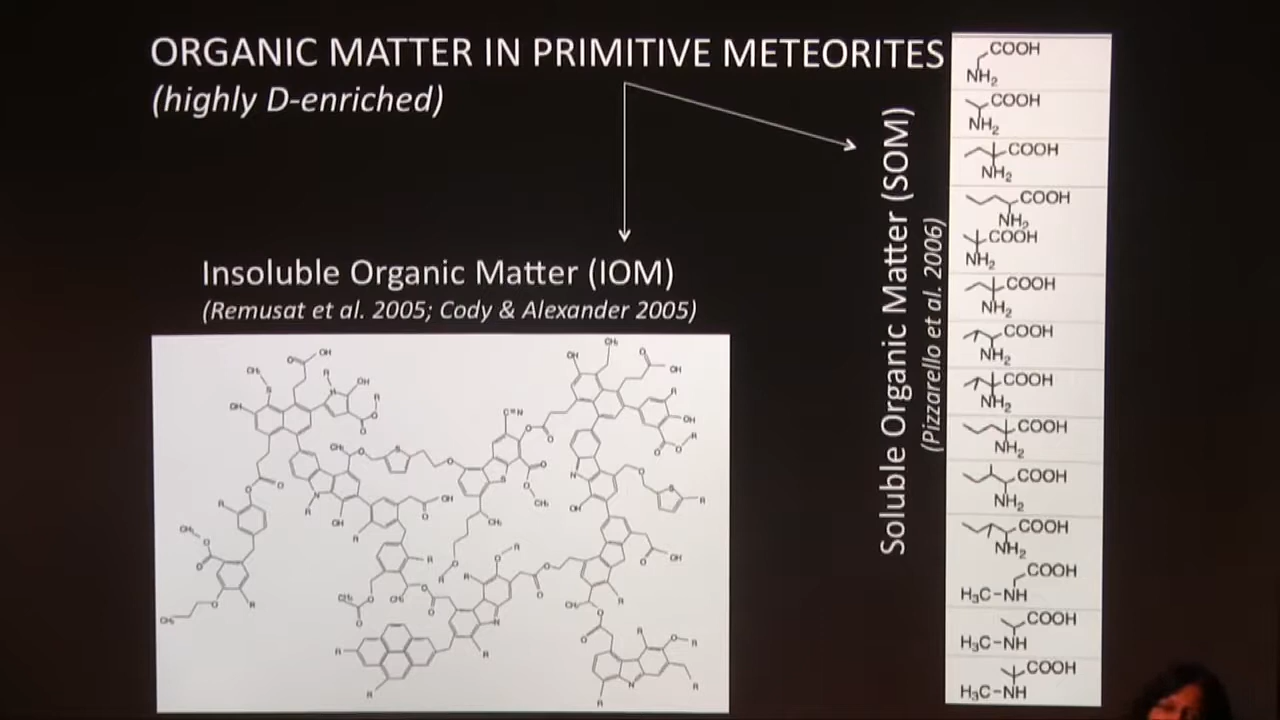 ORGANIC MATTER IN PRIMITIVE METEORITES
(highly D-enriched)
Insoluble Organic Matter (IOM)
(Remusat et al. 2005; Cody & Alexander 2005)
Soluble Organic Matter (SOM)
(Pizzarello et al. 2006)
COOH
NH2
COOH
NH2
COOH
NH2
COOH
NH2
COOH
NH2
COOH
NH2
COOH
NH2
COOH
NH2
COOH
NH2
COOH
NH2
COOH
NH2
COOH
H3C-NH
COOH
H3C-NH
COOH
H3C-NH